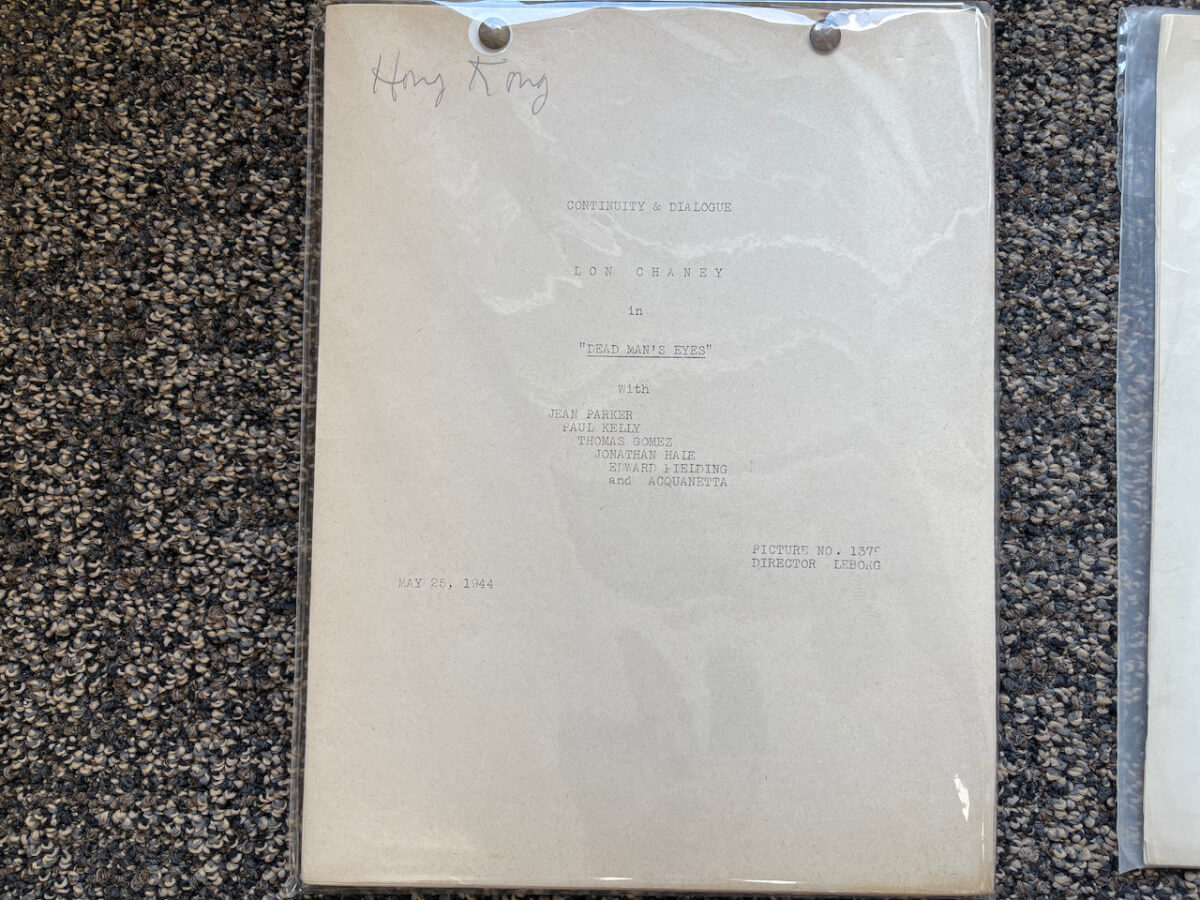 Hong Kong
CONTINUITY & DIALOGUE
LON CHANEY
in
"DEAD MAN'S EYES"
With
JEAN PARKER
PAUL KELLY
THOMAS GOMEZ
JONATHAN HALE
EDWARD FIELDING
and ACQUANETTA
PICTURE NO.
DIRECTOR LEBORG
MAY 25, 1944